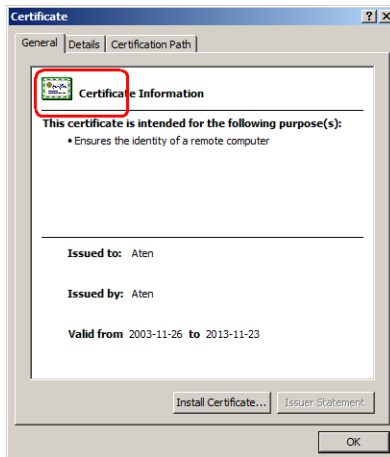 Certificate
General Details Certification Path
Certificate Information
This certificate is intended for the following purpose(s):
• Ensures the identity of a remote computer
Issued to: Aten
Issued by: Aten
Valid from 2003-11-26 to 2013-11-23
Install Certificate... Issuer Statement
OK